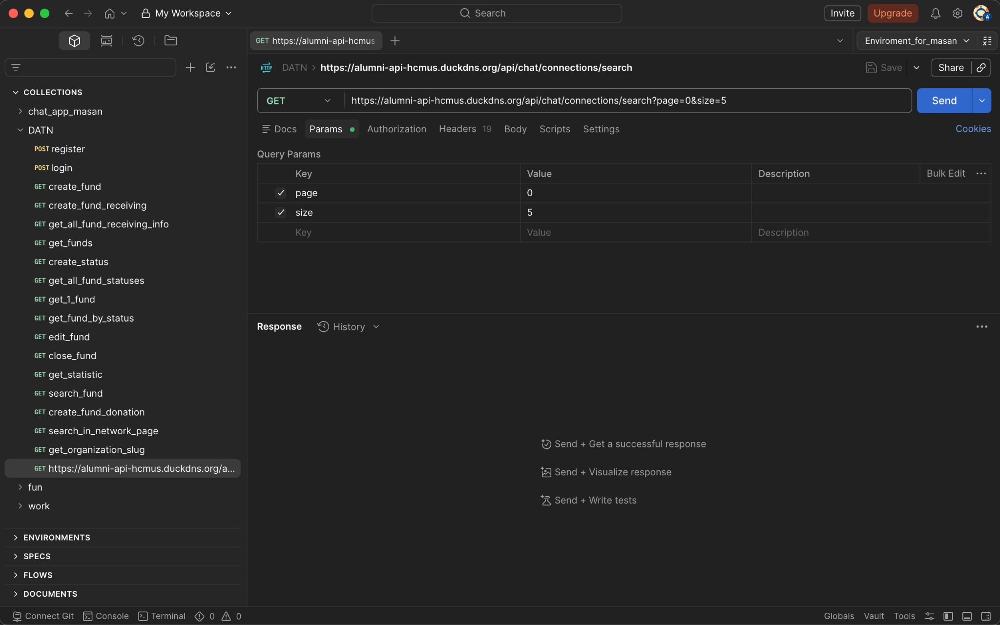 My Workspace
Search
Invite
Upgrade
A
GET https://alumni-api-hcmus
Enviroment_for_masan
HTTP DATN > https://alumni-api-hcmus.duckdns.org/api/chat/connections/search
Save
Share
GET
https://alumni-api-hcmus.duckdns.org/api/chat/connections/search?page=0&size=5
Send
Docs
Params
Authorization
Headers 19
Body
Scripts
Settings
Cookies
Query Params
Key Value Description Bulk Edit
page 0
size 5
Key Value Description
Response
History
Send + Get a successful response
Send + Visualize response
Send + Write tests
COLLECTIONS
chat_app_masan
DATN
POST register
POST login
GET create_fund
GET create_fund_receiving
GET get_all_fund_receiving_info
GET get_funds
GET create_status
GET get_all_fund_statuses
GET get_1_fund
GET get_fund_by_status
GET edit_fund
GET close_fund
GET get_statistic
GET search_fund
GET create_fund_donation
GET search_in_network_page
GET get_organization_slug
GET https://alumni-api-hcmus.duckdns.org/a...
fun
work
ENVIRONMENTS
SPECS
FLOWS
DOCUMENTS
Connect Git
Console
Terminal
0
0
Globals
Vault
Tools